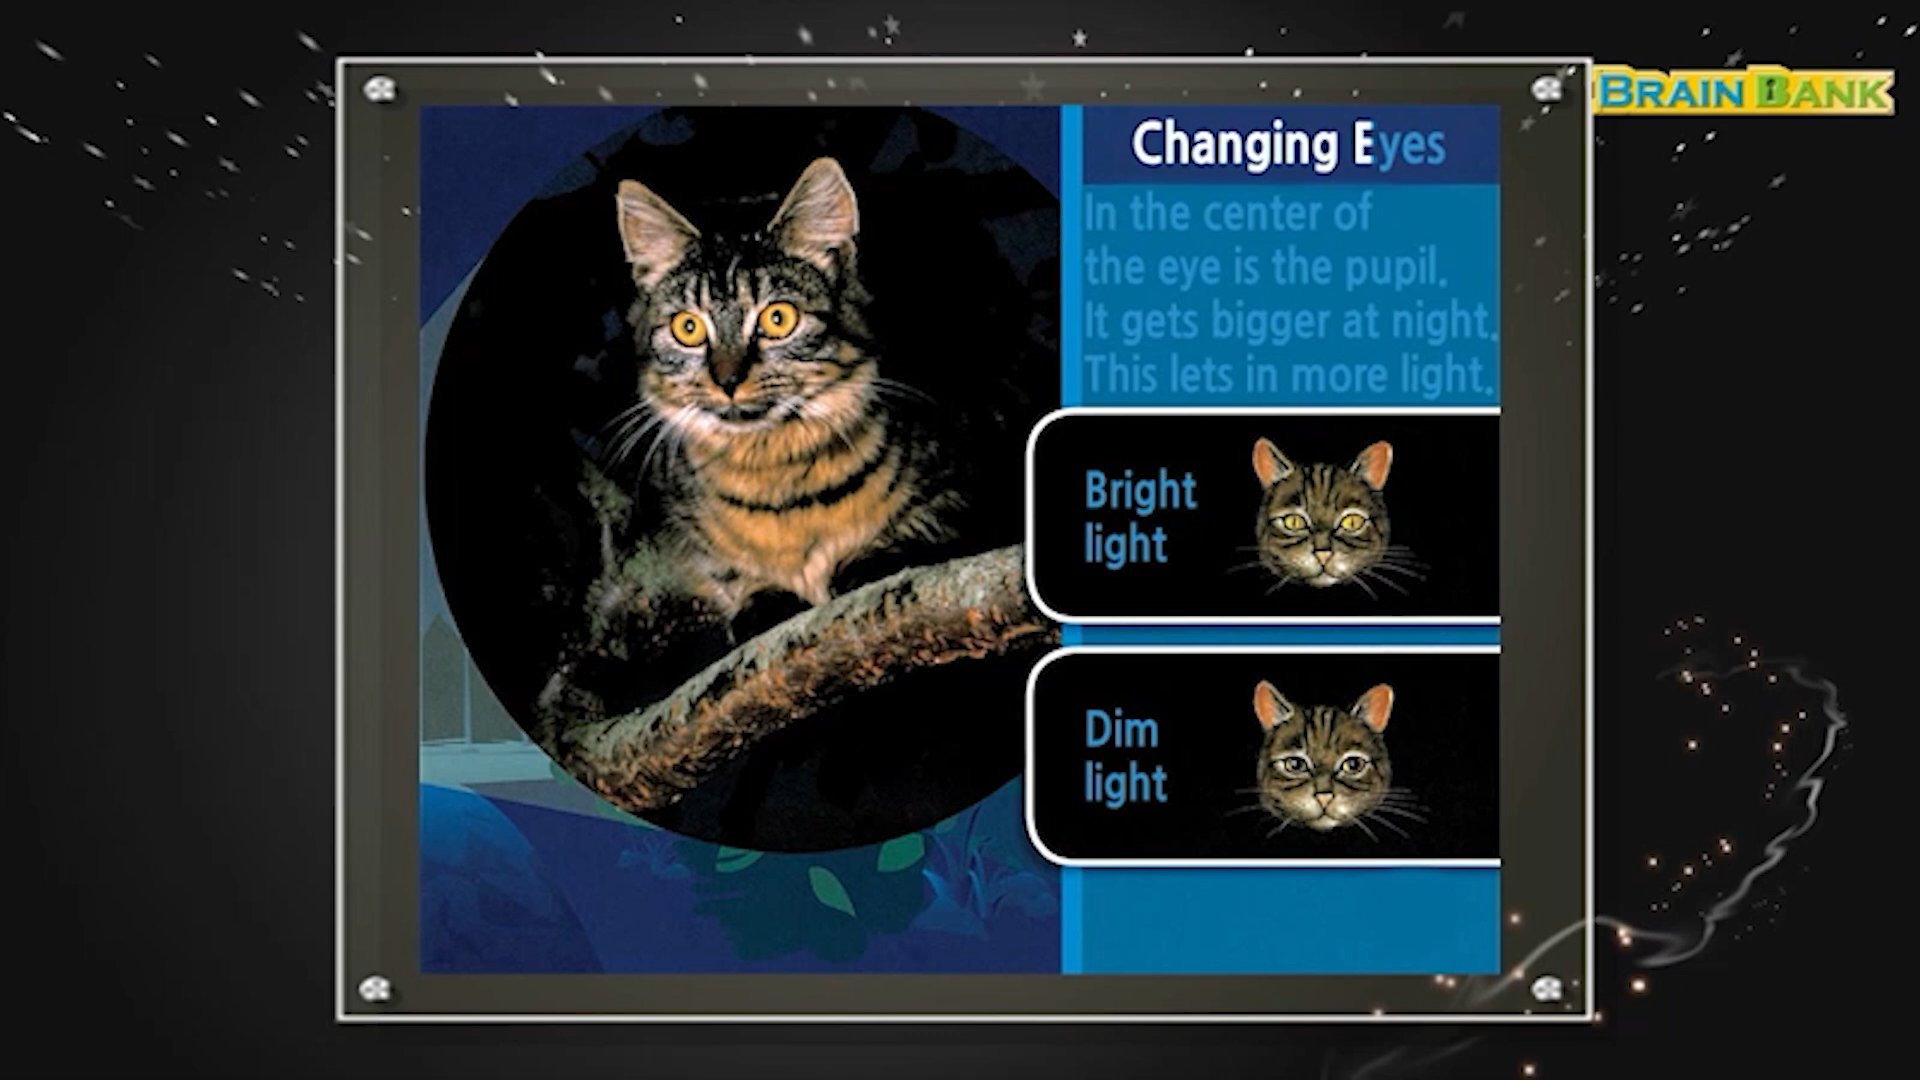 BRAIN BANK
Changing Eyes
In the center of
the eye is the pupil.
It gets bigger at night.
This lets in more light.
Bright
light
Dim
light